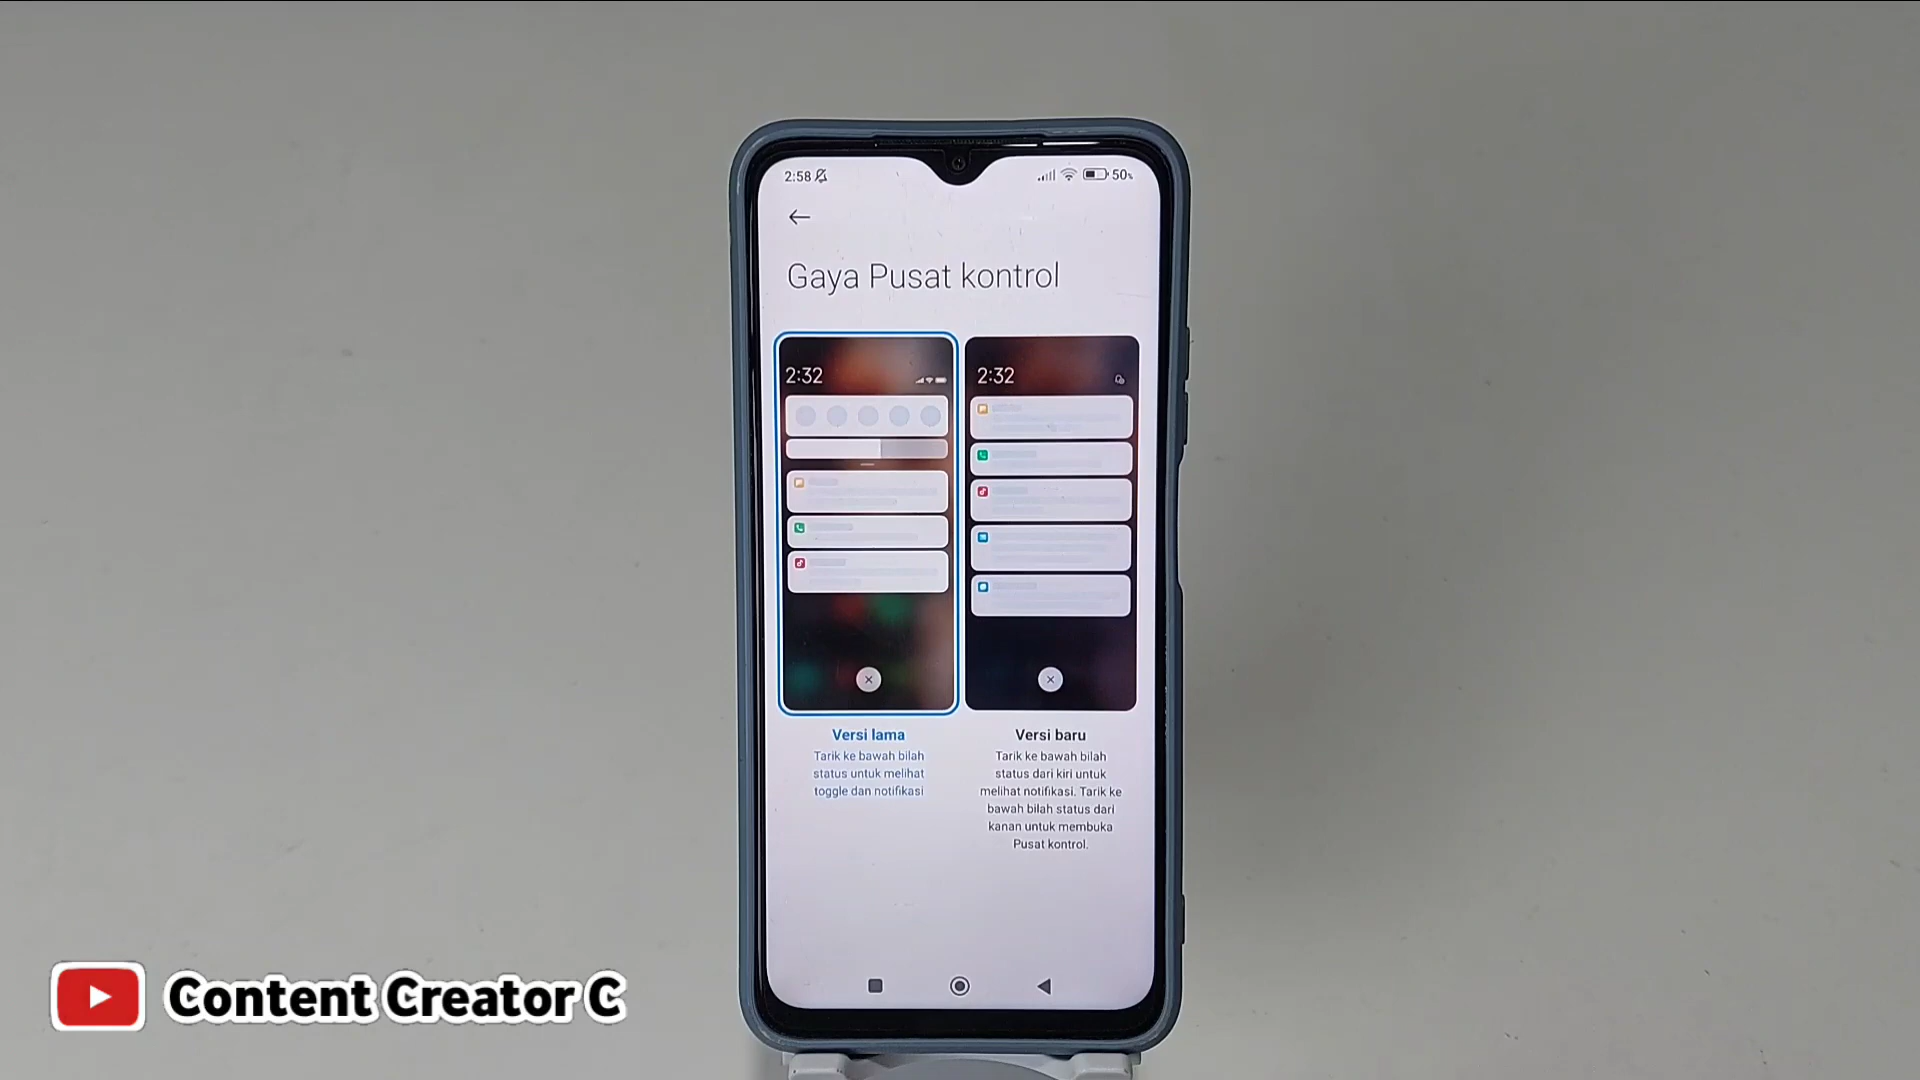 2:58
50%
Gaya Pusat kontrol
2:32
2:32
Versi lama
Tarik ke bawah bilah
status untuk melihat
toggle dan notifikasi
Versi baru
Tarik ke bawah bilah
status dari kiri untuk
melihat notifikasi. Tarik ke
bawah bilah status dari
kanan untuk membuka
Pusat kontrol.
Content Creator C